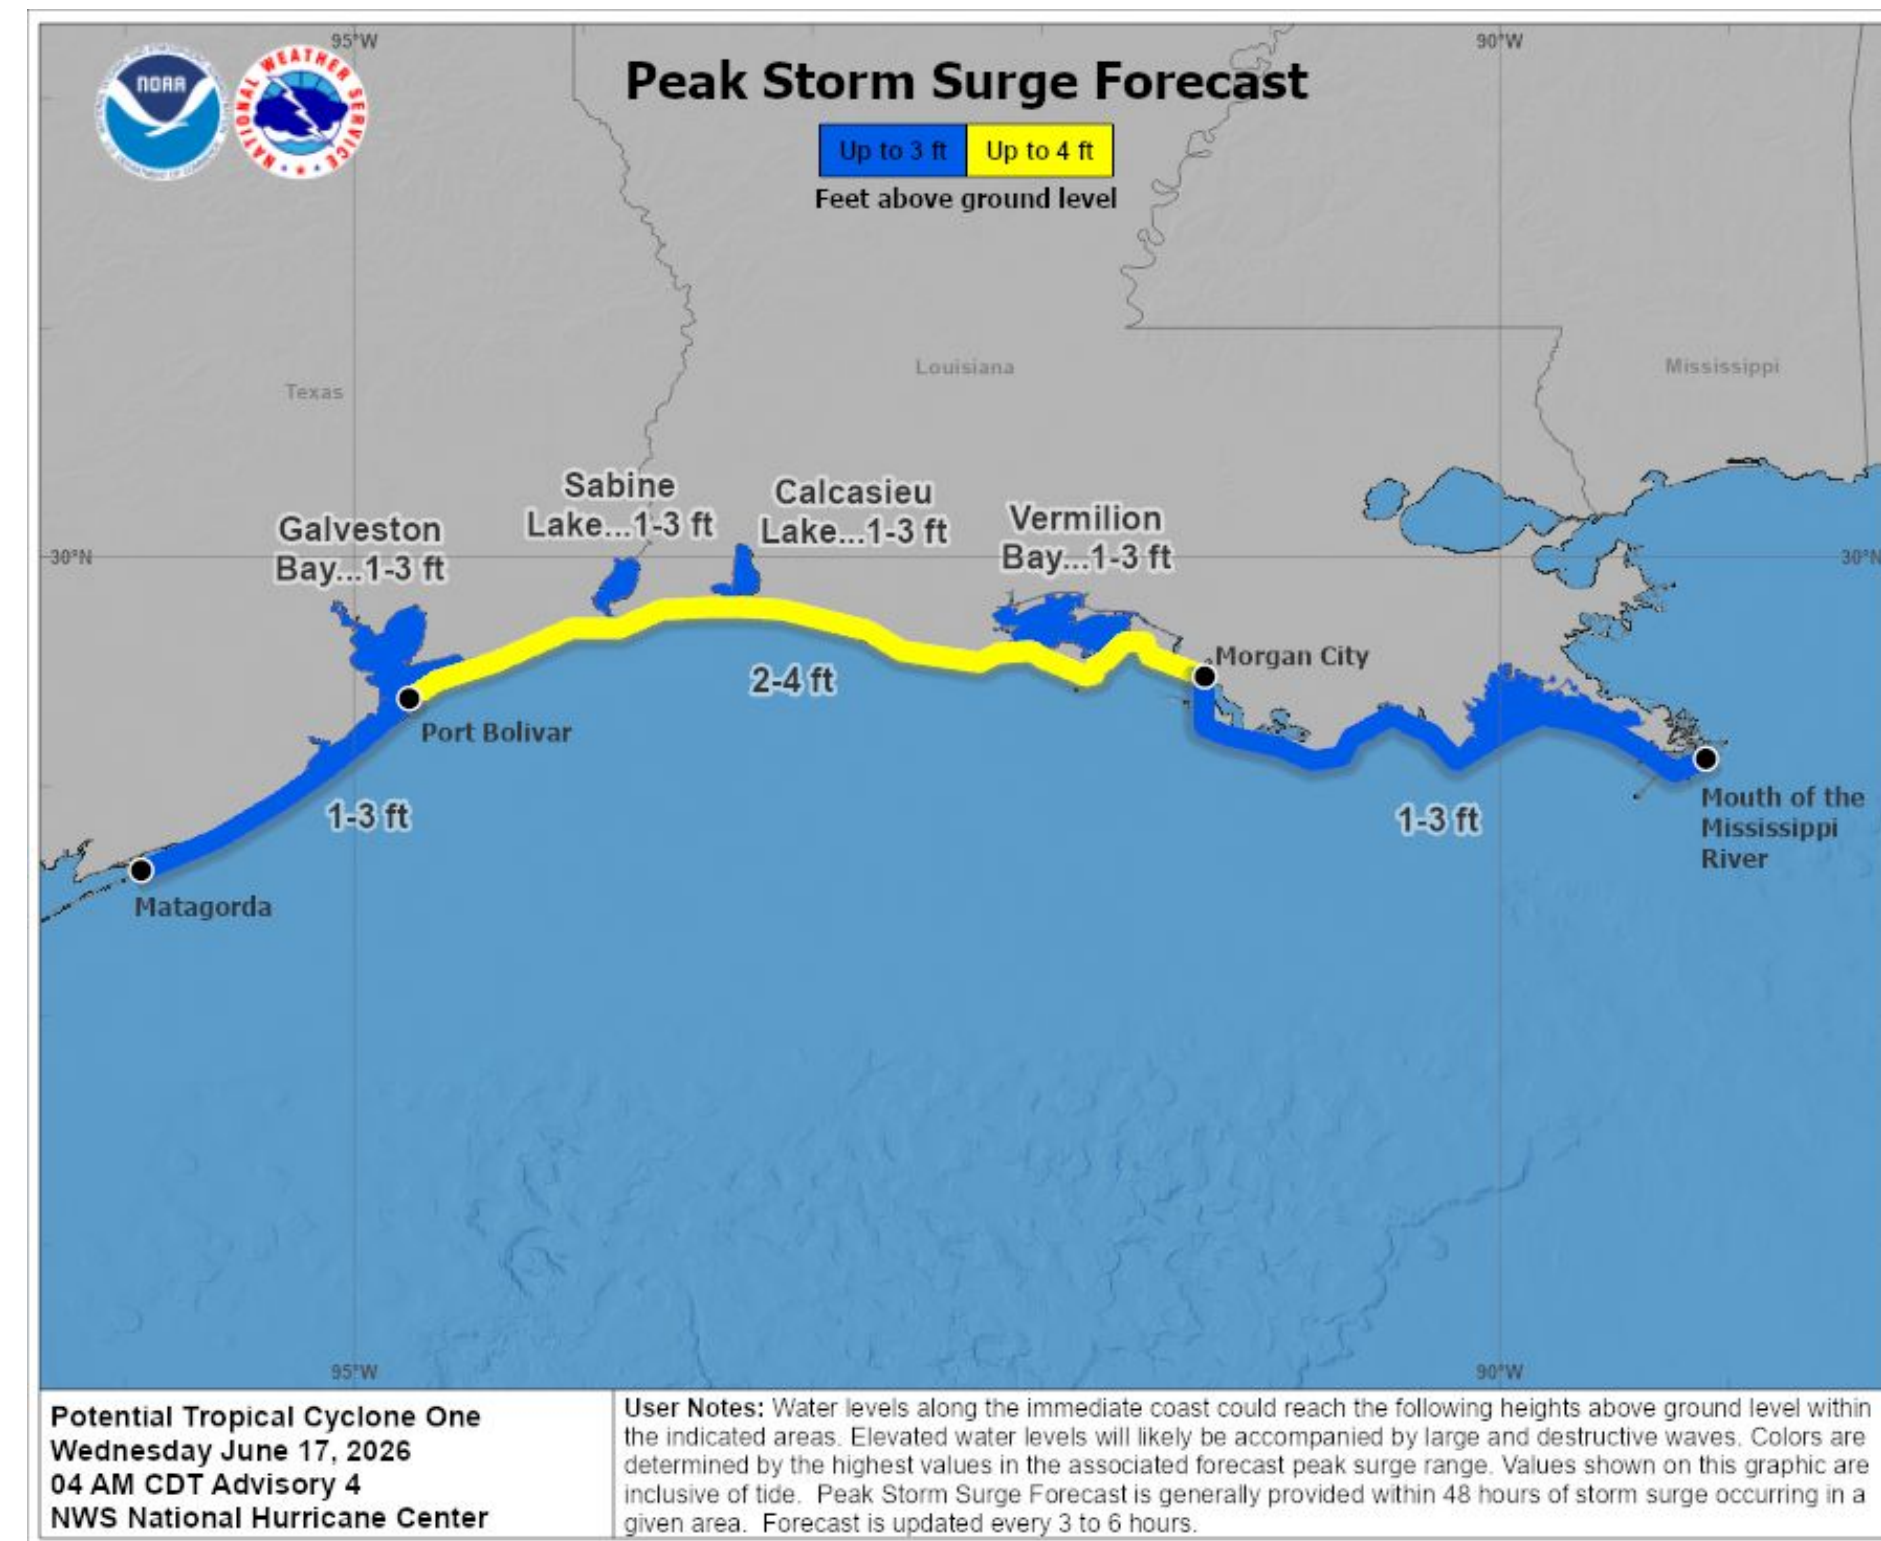 95°W
90°W
NOAA
NATIONAL WEATHER SERVICE
Peak Storm Surge Forecast
Up to 3 ft
Up to 4 ft
Feet above ground level
Texas
Louisiana
Mississippi
Galveston
Bay...1-3 ft
Sabine
Lake...1-3 ft
Calcasieu
Lake...1-3 ft
Vermilion
Bay...1-3 ft
30°N
30°N
Morgan City
2-4 ft
Port Bolivar
1-3 ft
1-3 ft
Mouth of the
Mississippi
River
Matagorda
95°W
90°W
Potential Tropical Cyclone One
Wednesday June 17, 2026
04 AM CDT Advisory 4
NWS National Hurricane Center
User Notes: Water levels along the immediate coast could reach the following heights above ground level within
the indicated areas. Elevated water levels will likely be accompanied by large and destructive waves. Colors are
determined by the highest values in the associated forecast peak surge range. Values shown on this graphic are
inclusive of tide. Peak Storm Surge Forecast is generally provided within 48 hours of storm surge occurring in a
given area. Forecast is updated every 3 to 6 hours.